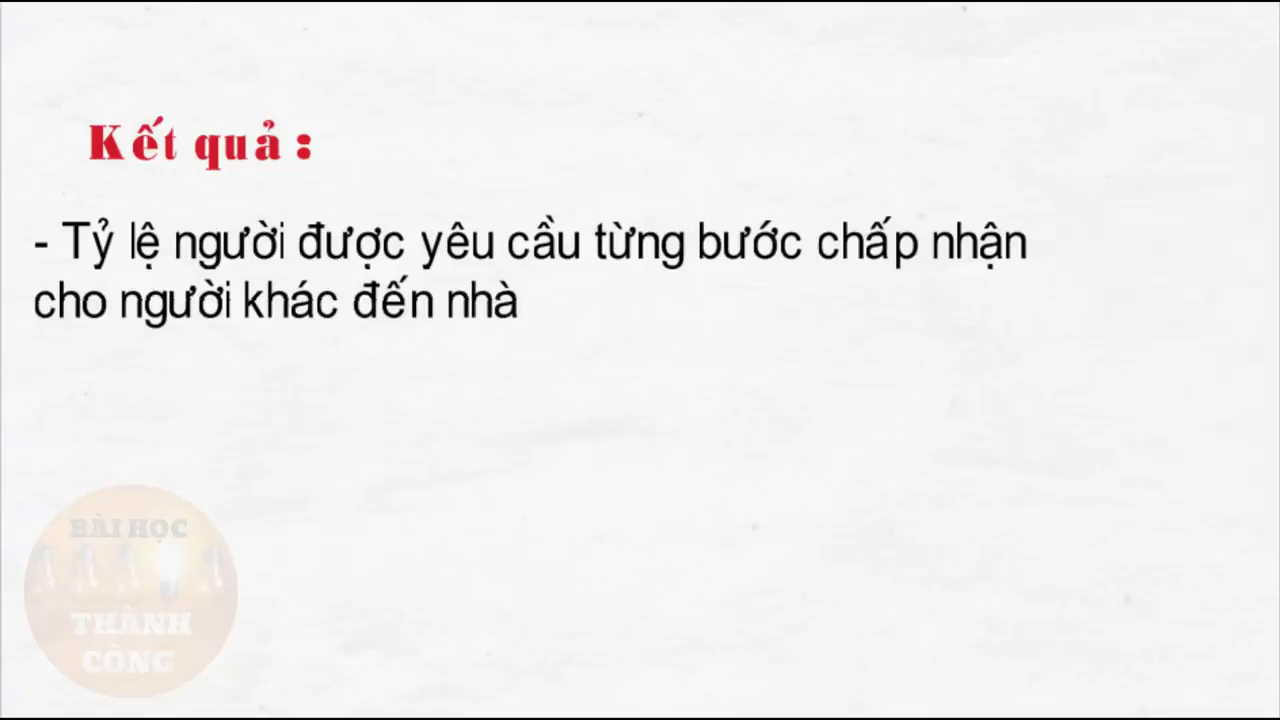 Kết quả :
- Tỷ lệ người được yêu cầu từng bước chấp nhận
cho người khác đến nhà
BÀI HỌC
THÀNH
CÔNG